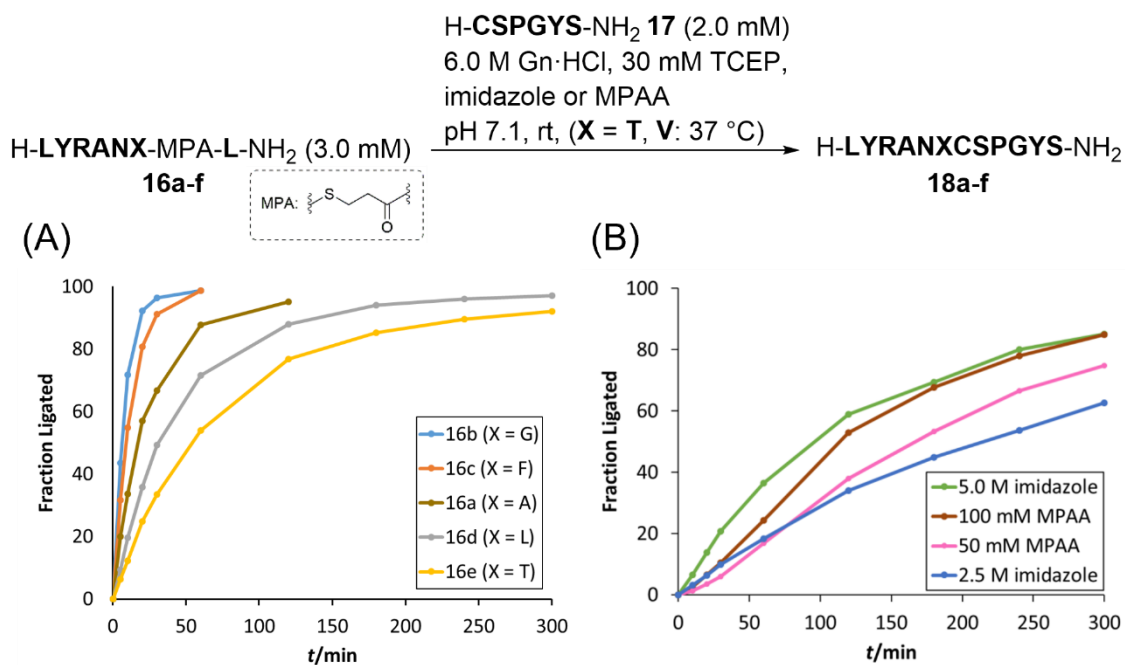 H-CSPGYS-NH₂ 17 (2.0 mM)
6.0 M Gn·HCl, 30 mM TCEP,
imidazole or MPAA
pH 7.1, rt, (X = T, V: 37 °C)
H-LYRANX-MPA-L-NH₂ (3.0 mM)
16a-f
H-LYRANXCSPGYS-NH₂
18a-f
MPA:
S
O
(A)
100
80
60
40
20
0
Fraction Ligated
0 50 100 150 200 250 300
t/min
16b (X = G)
16c (X = F)
16a (X = A)
16d (X = L)
16e (X = T)
(B)
100
80
60
40
20
0
Fraction Ligated
0 50 100 150 200 250 300
t/min
5.0 M imidazole
100 mM MPAA
50 mM MPAA
2.5 M imidazole